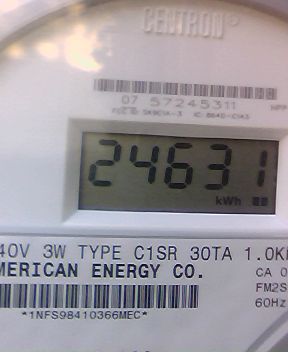 CENTRON®
07 57245311
24631
kWh
40V 3W TYPE C1SR 30TA 1.0K
MERICAN ENERGY CO. CA 0
FM2S
60Hz
*1NFS98410366MEC*